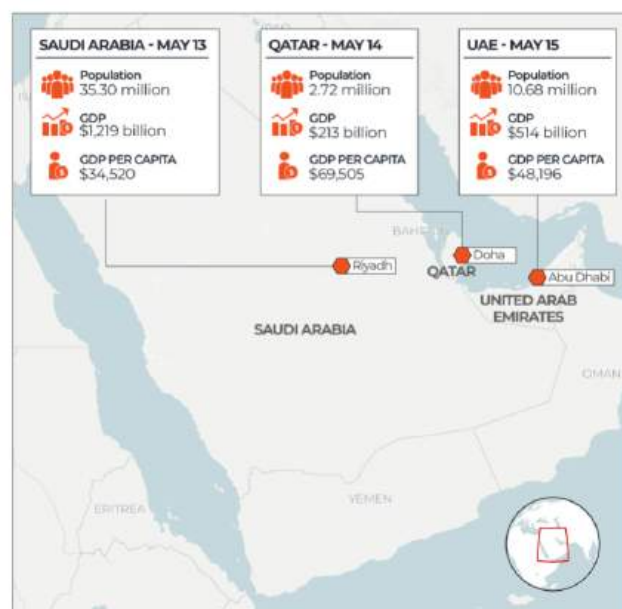 SAUDI ARABIA - MAY 13
Population
35.30 million
GDP
$1,219 billion
GDP PER CAPITA
$34,520
QATAR - MAY 14
Population
2.72 million
GDP
$213 billion
GDP PER CAPITA
$69,505
UAE - MAY 15
Population
10.68 million
GDP
$514 billion
GDP PER CAPITA
$48,196
Doha
Riyadh
QATAR
Abu Dhabi
UNITED ARAB
EMIRATES
SAUDI ARABIA
OMAN
YEMEN
ERITREA